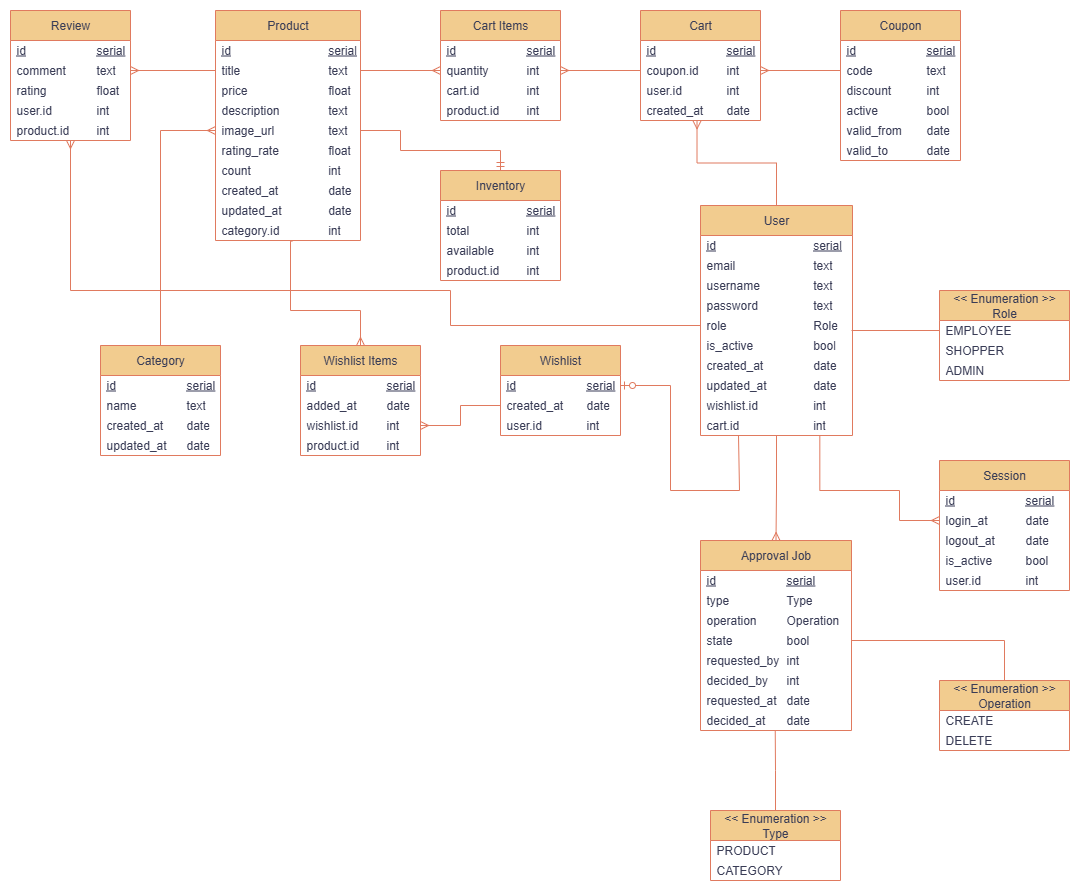 Review
id serial
comment text
rating float
user.id int
product.id int
Product
id serial
title text
price float
description text
image_url text
rating_rate float
count int
created_at date
updated_at date
category.id int
Cart Items
id serial
quantity int
cart.id int
product.id int
Cart
id serial
coupon.id int
user.id int
created_at date
Coupon
id serial
code text
discount int
active bool
valid_from date
valid_to date
Inventory
id serial
total int
available int
product.id int
User
id serial
email text
username text
password text
role Role
is_active bool
created_at date
updated_at date
wishlist.id int
cart.id int
<< Enumeration >>
Role
EMPLOYEE
SHOPPER
ADMIN
Category
id serial
name text
created_at date
updated_at date
Wishlist Items
id serial
added_at date
wishlist.id int
product.id int
Wishlist
id serial
created_at date
user.id int
Session
id serial
login_at date
logout_at date
is_active bool
user.id int
Approval Job
id serial
type Type
operation Operation
state bool
requested_by int
decided_by int
requested_at date
decided_at date
<< Enumeration >>
Operation
CREATE
DELETE
<< Enumeration >>
Type
PRODUCT
CATEGORY